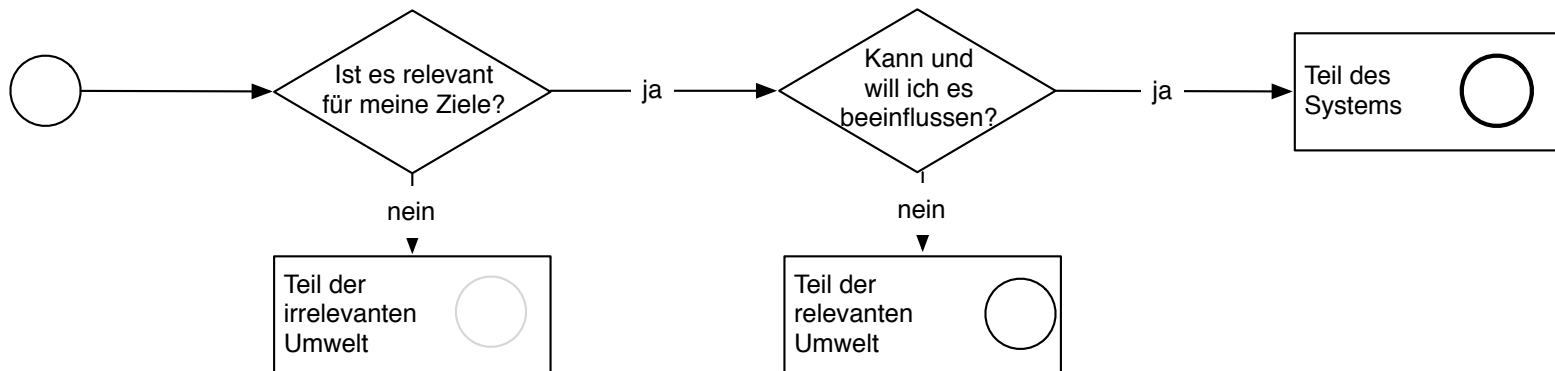 Ist es relevant
für meine Ziele?
ja
Kann und
will ich es
beeinflussen?
ja
Teil des
Systems
nein
nein
Teil der
irrelevanten
Umwelt
Teil der
relevanten
Umwelt